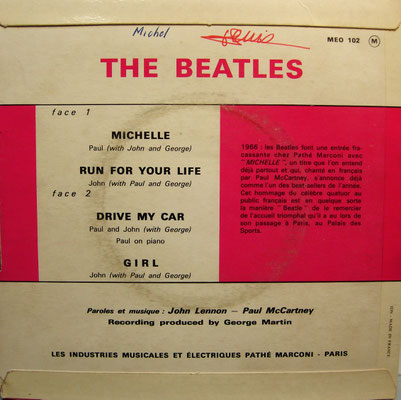 Michel
MEO 102 M
THE BEATLES
face 1
MICHELLE
Paul (with John and George)
RUN FOR YOUR LIFE
John (with Paul and George)
face 2
DRIVE MY CAR
Paul and John (with George)
Paul on piano
GIRL
John (with Paul and George)
1966 : les Beatles font une entrée fra-
cassante chez Pathé Marconi avec
"MICHELLE", un titre que l'on entend
déjà partout et qui, chanté en français
par Paul McCartney, s'annonce déjà
comme l'un des best sellers de l'année.
Cet hommage du célèbre quatuor au
public français est en quelque sorte
la manière "Beatle" de le remercier
de l'accueil triomphal qu'il a eu lors de
son passage à Paris, au Palais des
Sports.
Paroles et musique : John Lennon – Paul McCartney
Recording produced by George Martin
LES INDUSTRIES MUSICALES ET ÉLECTRIQUES PATHÉ MARCONI - PARIS
MADE IN FRANCE